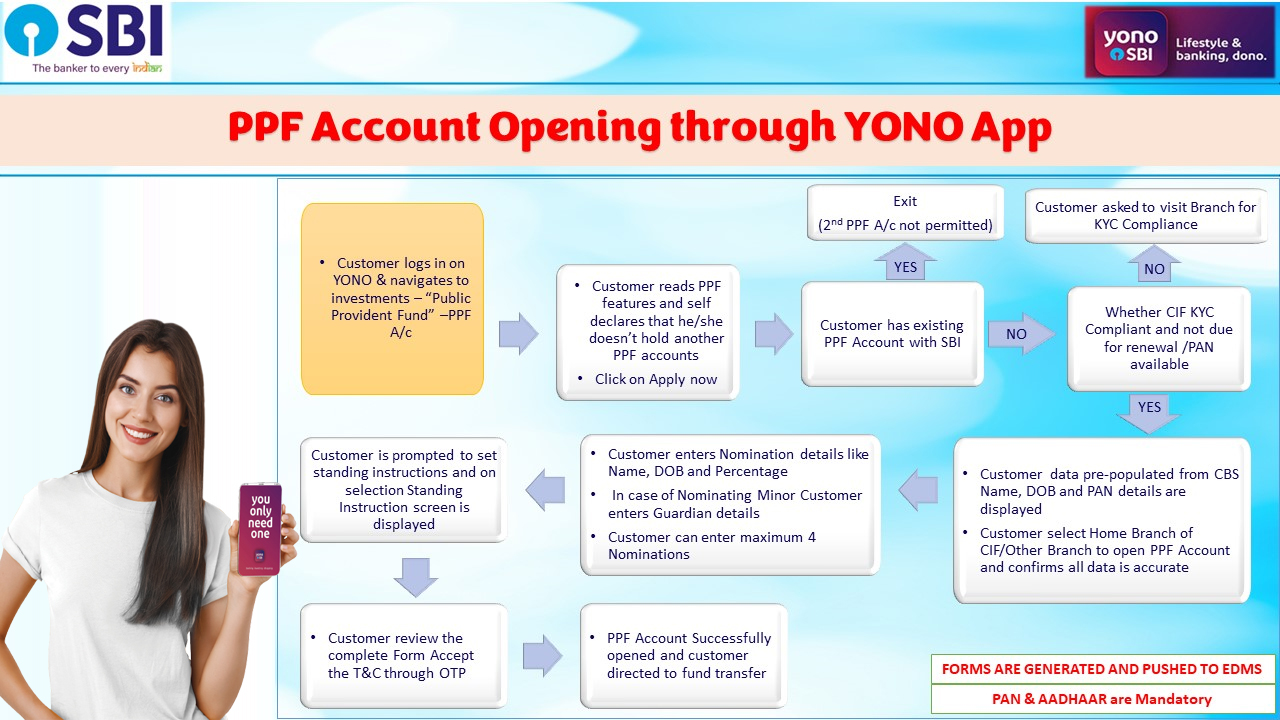 SBI
The banker to every indian
yono
SBI
Lifestyle &
banking, dono.
PPF Account Opening through YONO App
• Customer logs in on
YONO & navigates to
investments – “Public
Provident Fund” –PPF
A/c
• Customer reads PPF
features and self
declares that he/she
doesn’t hold another
PPF accounts
• Click on Apply now
Customer has existing
PPF Account with SBI
YES
Exit
(2nd PPF A/c not permitted)
NO
Whether CIF KYC
Compliant and not due
for renewal /PAN
available
NO
Customer asked to visit Branch for
KYC Compliance
YES
• Customer data pre-populated from CBS
Name, DOB and PAN details are
displayed
• Customer select Home Branch of
CIF/Other Branch to open PPF Account
and confirms all data is accurate
• Customer enters Nomination details like
Name, DOB and Percentage
• In case of Nominating Minor Customer
enters Guardian details
• Customer can enter maximum 4
Nominations
Customer is prompted to set
standing instructions and on
selection Standing
Instruction screen is
displayed
• Customer review the
complete Form Accept
the T&C through OTP
• PPF Account Successfully
opened and customer
directed to fund transfer
you
only
need
one
FORMS ARE GENERATED AND PUSHED TO EDMS
PAN & AADHAAR are Mandatory